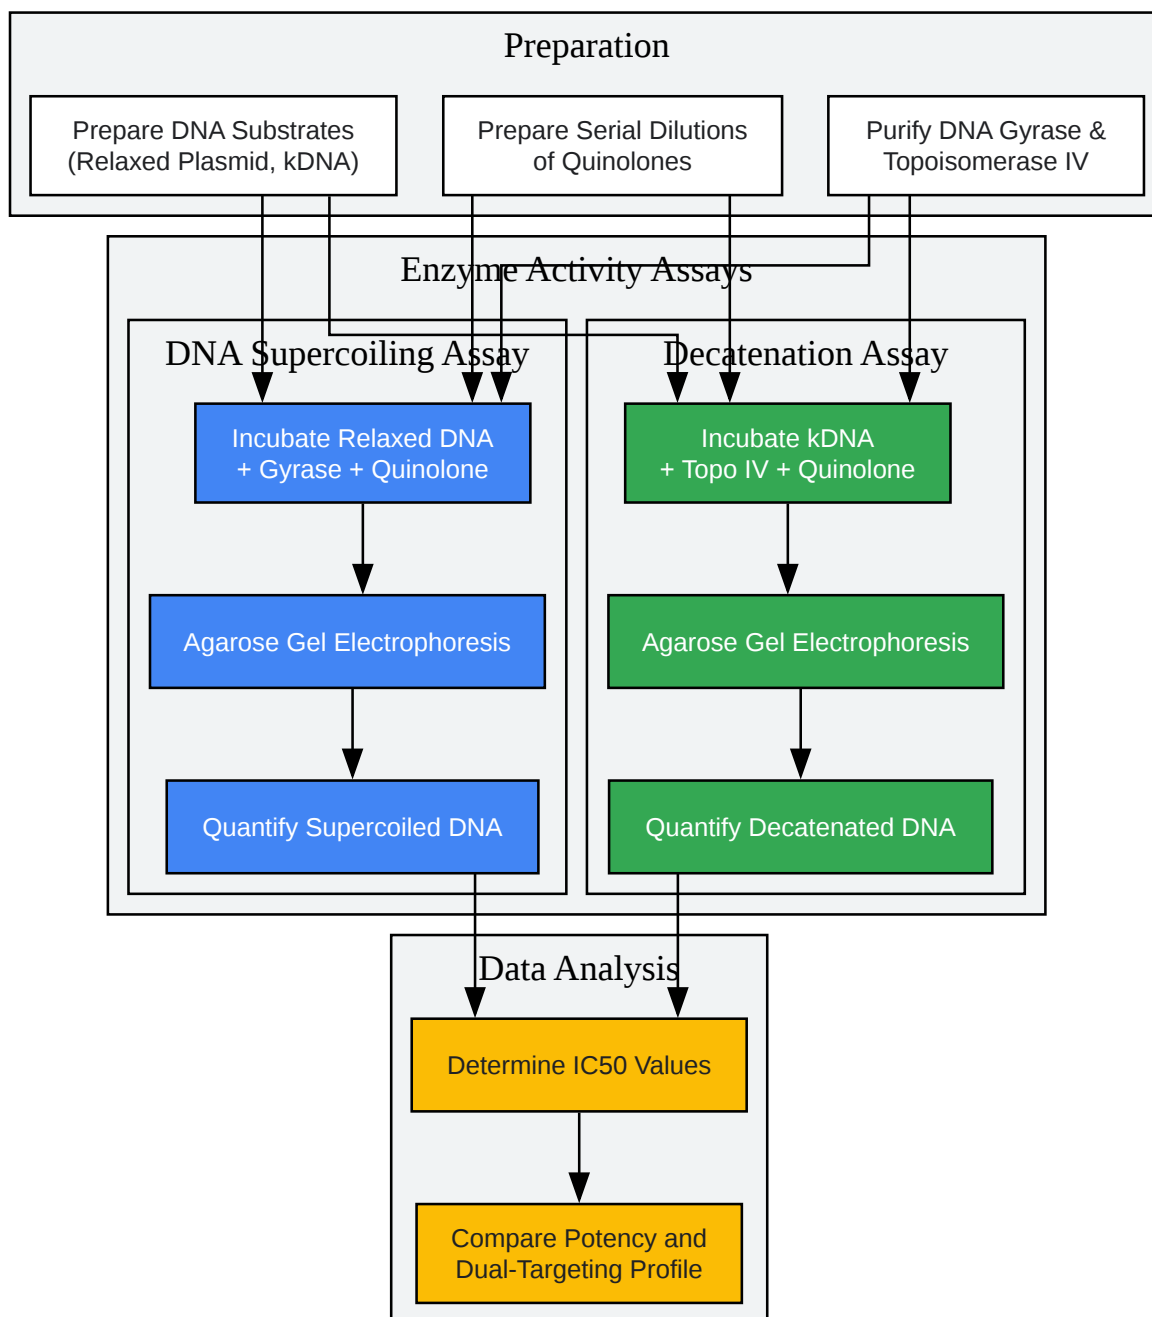 Preparation
Prepare DNA Substrates
(Relaxed Plasmid, kDNA)
Prepare Serial Dilutions
of Quinolones
Purify DNA Gyrase &
Topoisomerase IV
Enzyme Activity Assays
DNA Supercoiling Assay
Incubate Relaxed DNA
+ Gyrase + Quinolone
Agarose Gel Electrophoresis
Quantify Supercoiled DNA
Decatenation Assay
Incubate kDNA
+ Topo IV + Quinolone
Agarose Gel Electrophoresis
Quantify Decatenated DNA
Data Analysis
Determine IC50 Values
Compare Potency and
Dual-Targeting Profile